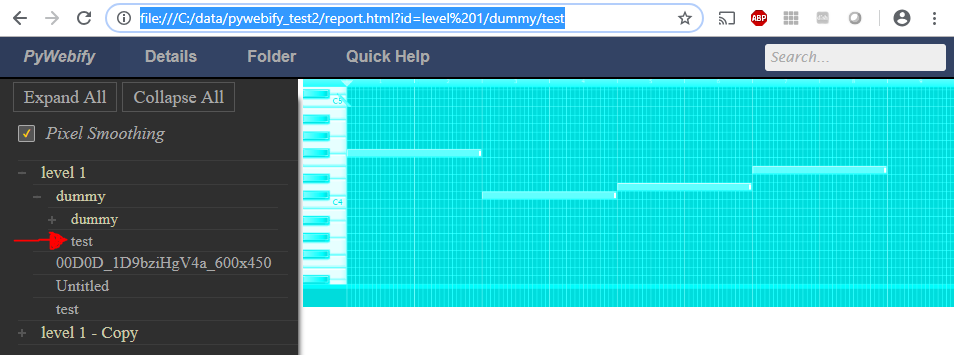 file:///C:/data/pywebify_test2/report.html?id=level%201/dummy/test
ABP
PyWebify Details Folder Quick Help Search...
Expand All Collapse All
Pixel Smoothing
level 1
dummy
dummy
test
00D0D_1D9bziHgV4a_600x450
Untitled
test
level 1 - Copy
C5
C4